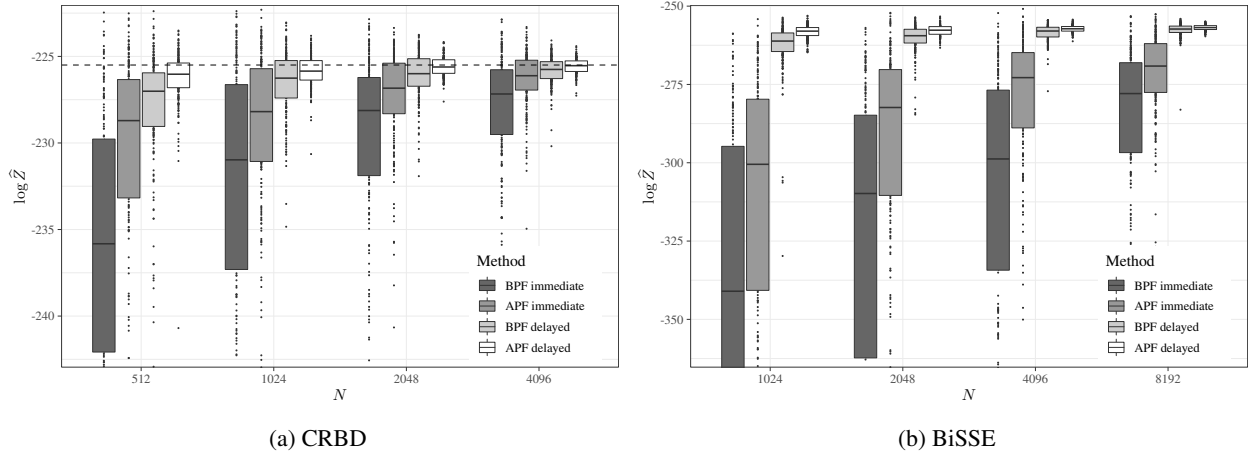 -225
-230
-235
-240
log Ẑ
512
1024
2048
4096
N
Method
BPF immediate
APF immediate
BPF delayed
APF delayed
(a) CRBD
-250
-275
-300
-325
-350
log Ẑ
1024
2048
4096
8192
N
Method
BPF immediate
APF immediate
BPF delayed
APF delayed
(b) BiSSE